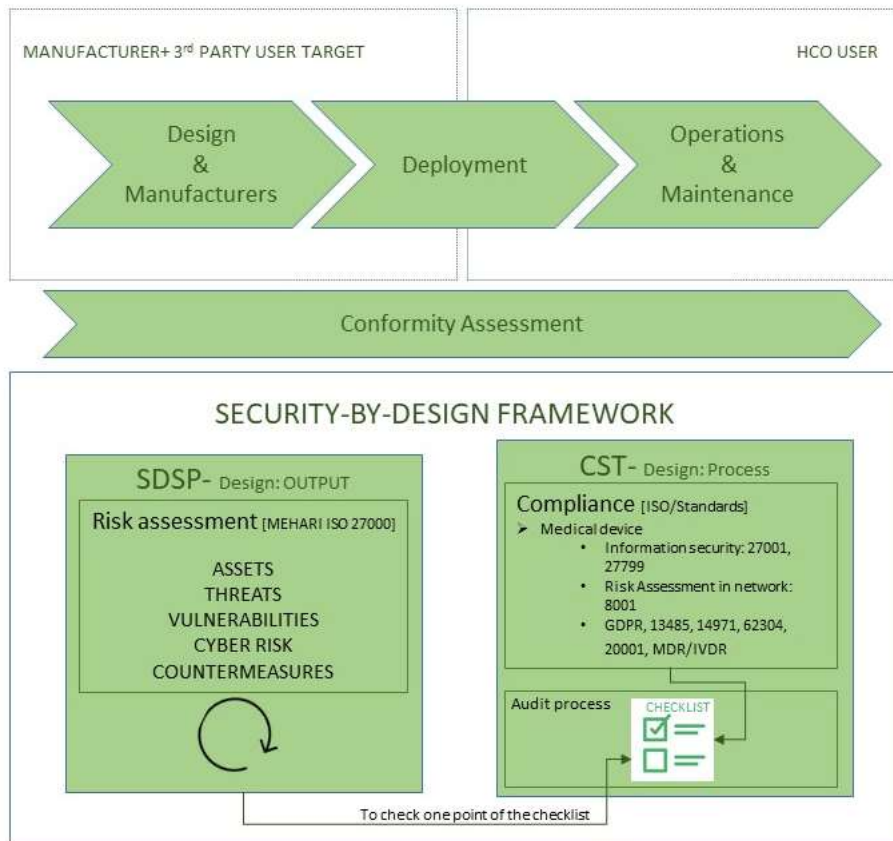 MANUFACTURER+ 3rd PARTY USER TARGET
HCO USER
Design
&
Manufacturers
Deployment
Operations
&
Maintenance
Conformity Assessment
SECURITY-BY-DESIGN FRAMEWORK
SDSP- Design: OUTPUT
Risk assessment [MEHARI ISO 27000]
ASSETS
THREATS
VULNERABILITIES
CYBER RISK
COUNTERMEASURES
CST- Design: Process
Compliance [ISO/Standards]
➤ Medical device
• Information security: 27001,
27799
• Risk Assessment in network:
8001
• GDPR, 13485, 14971, 62304,
20001, MDR/IVDR
Audit process
CHECKLIST
To check one point of the checklist